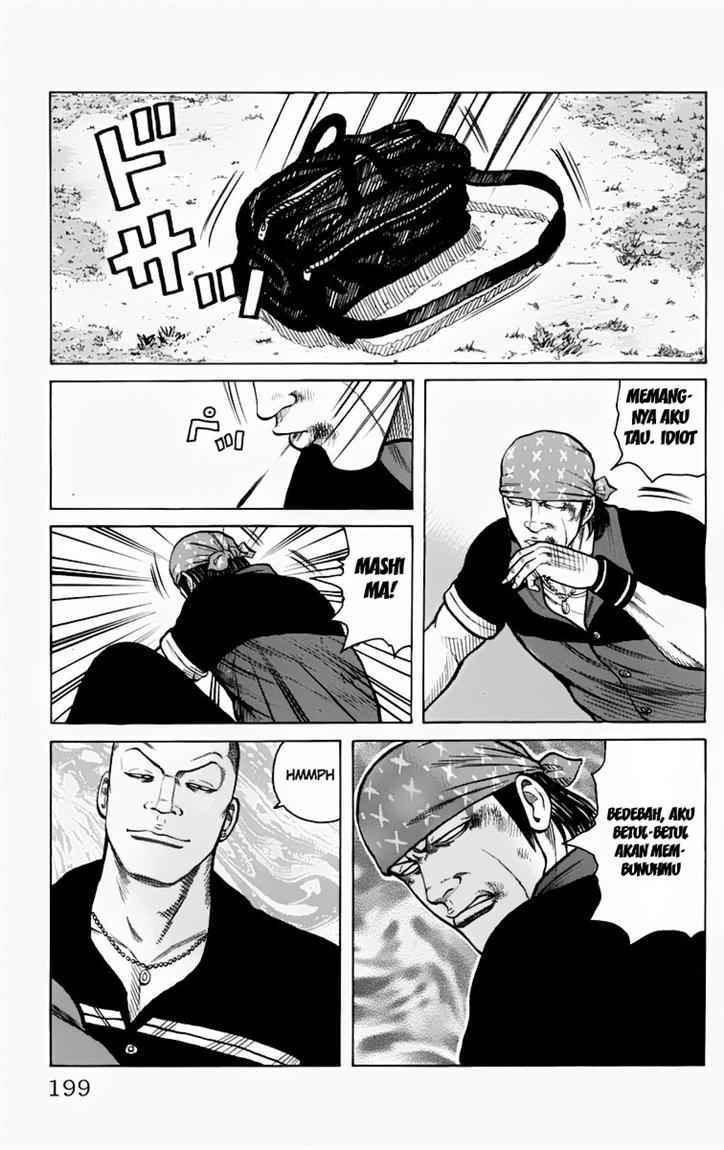 ドサッ
MEMANG-
NYA AKU
TAU. IDIOT
ペッ
MASHI
MA!
BEDEBAH, AKU
BETUL-BETUL
AKAN MEM-
BUNUHMU
HMMPH
199